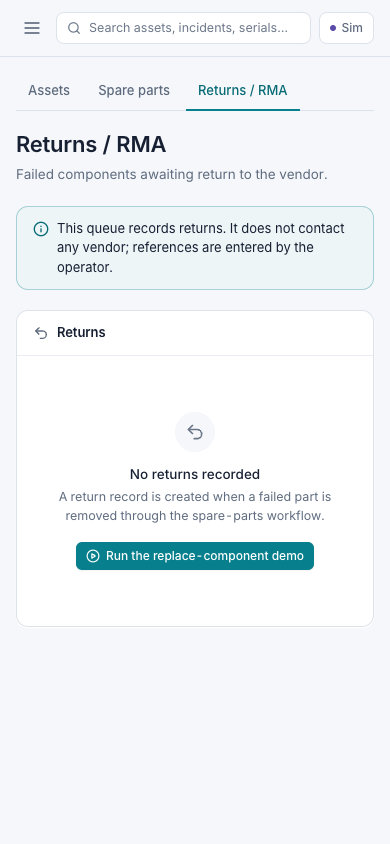 Search assets, incidents, serials...
Sim
Assets
Spare parts
Returns / RMA
Returns / RMA
Failed components awaiting return to the vendor.
This queue records returns. It does not contact
any vendor; references are entered by the
operator.
Returns
No returns recorded
A return record is created when a failed part is
removed through the spare-parts workflow.
Run the replace-component demo